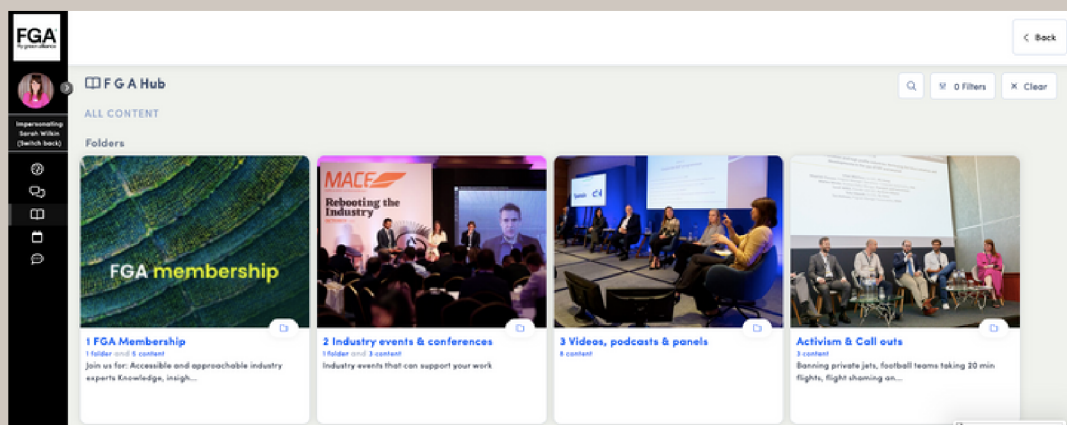 FGA
fly green alliance
Back
F G A Hub
0 Filters
Clear
ALL CONTENT
Impersonating
Sarah Wilkin
(Switch back)
Folders
FGA membership
MACE
Rebooting the
Industry
1 FGA Membership
1 folder and 5 content
Join us for: Accessible and approachable industry
experts Knowledge, insigh...
2 Industry events & conferences
1 folder and 3 content
Industry events that can support your work
3 Videos, podcasts & panels
Activism & Call outs
3 content
Banning private jets, football teams taking 20 min
flights, flight shaming an...